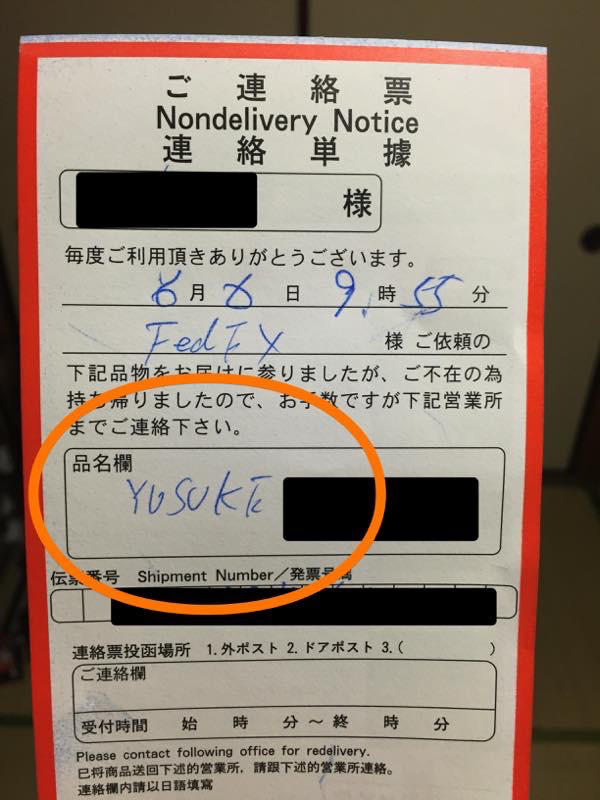 ご連絡票
Nondelivery Notice
連絡單據
様
毎度ご利用頂きありがとうございます。
6月6日 9時55分
FedEX 様 ご依頼の
下記品物をお届けに参りましたが、ご不在の為
持ち帰りましたので、お手数ですが下記営業所
までご連絡下さい。
品名欄
YUSUKE
伝票番号 Shipment Number／発票号碼
連絡票投函場所 1.外ポスト 2.ドアポスト 3.( )
ご連絡欄
受付時間 始 時 分 ～ 終 時 分
Please contact following office for redelivery.
已将商品送回下述的営業所，請跟下述的営業所連絡。
連絡欄内請以日語填寫